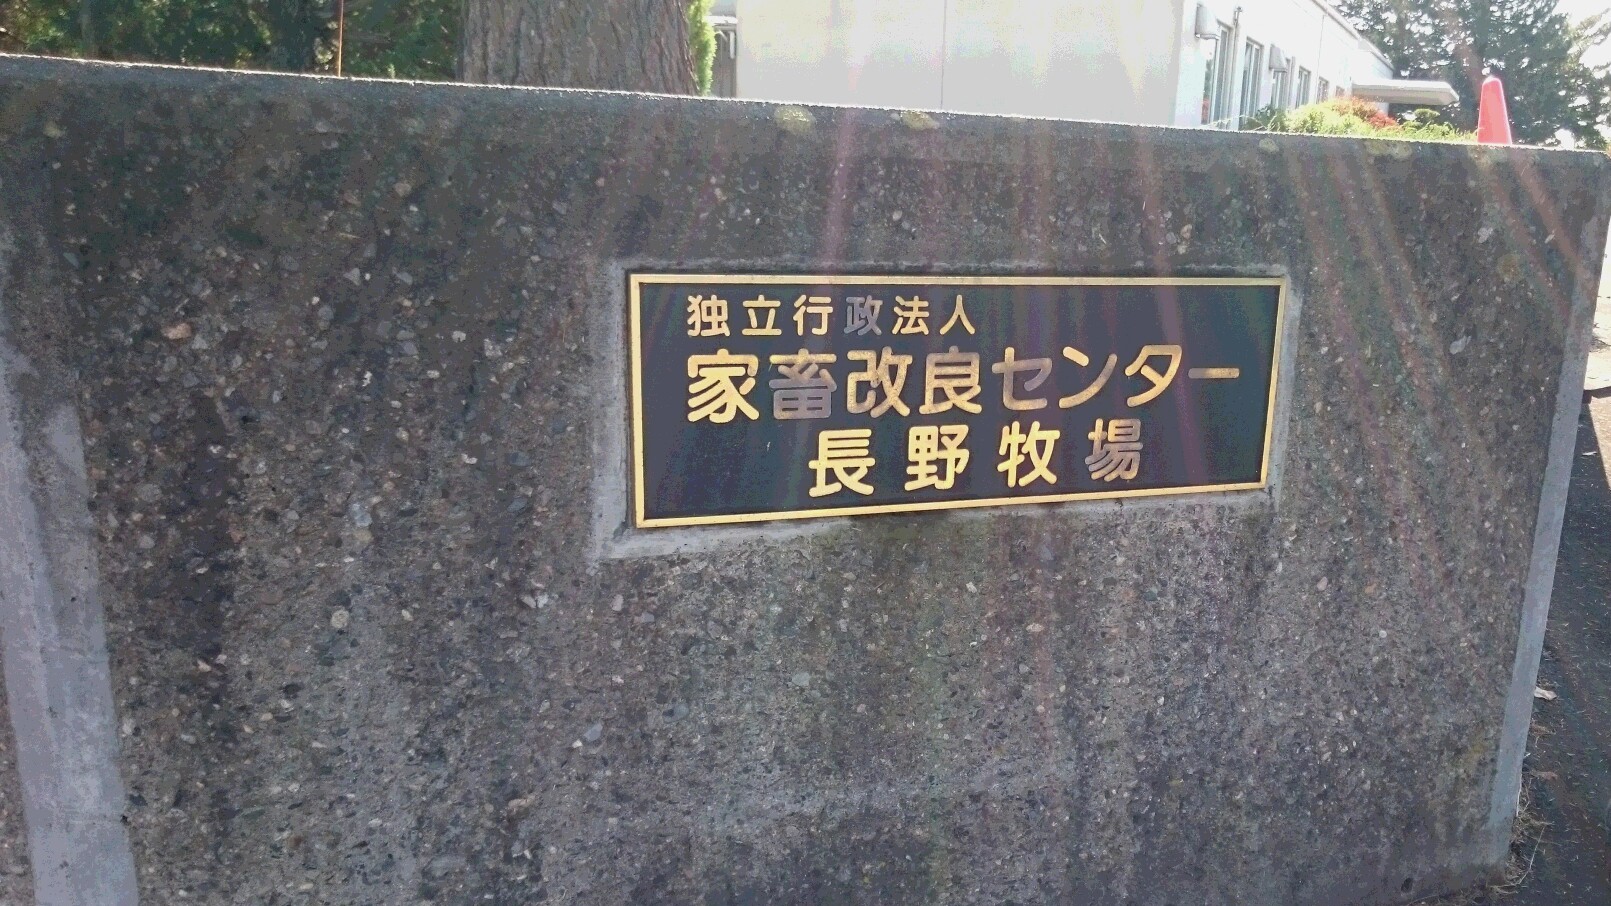 独立行政法人
家畜改良センター
長野牧場